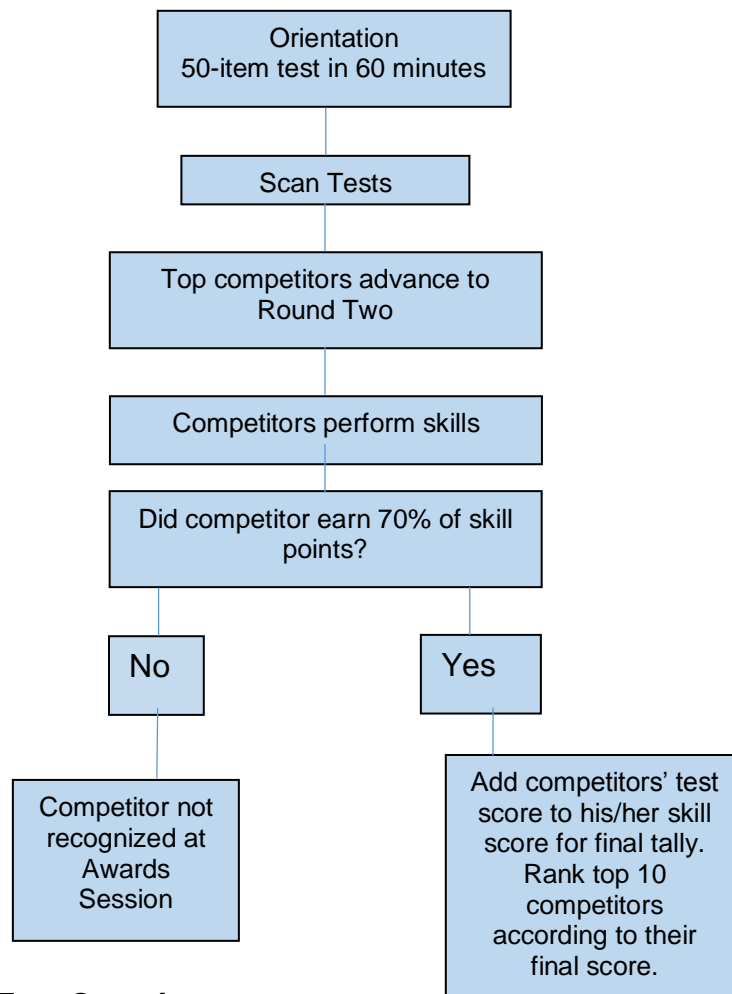 Orientation
50-item test in 60 minutes
Scan Tests
Top competitors advance to
Round Two
Competitors perform skills
Did competitor earn 70% of skill
points?
No
Yes
Competitor not
recognized at
Awards
Session
Add competitors’ test
score to his/her skill
score for final tally.
Rank top 10
competitors
according to their
final score.